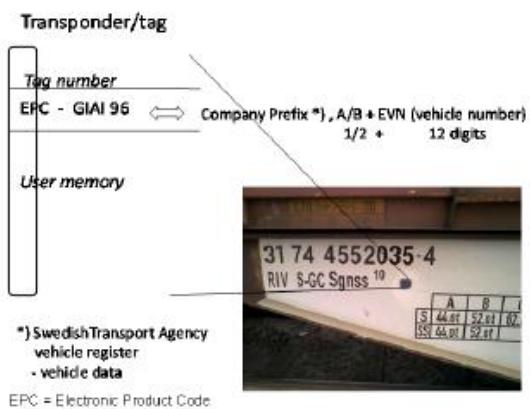 Transponder/tag
Tag number
EPC - GIAI 96
Company Prefix *} , A/B + EVN (vehicle number)
1/2 + 12 digits
User memory
31 74 4552035-4
RIV S-GC Sgnss 10
A B
S 44.0t 52.0t
SS 44.0t 52.0t
*} Swedish Transport Agency
vehicle register
- vehicle data
EPC = Electronic Product Code